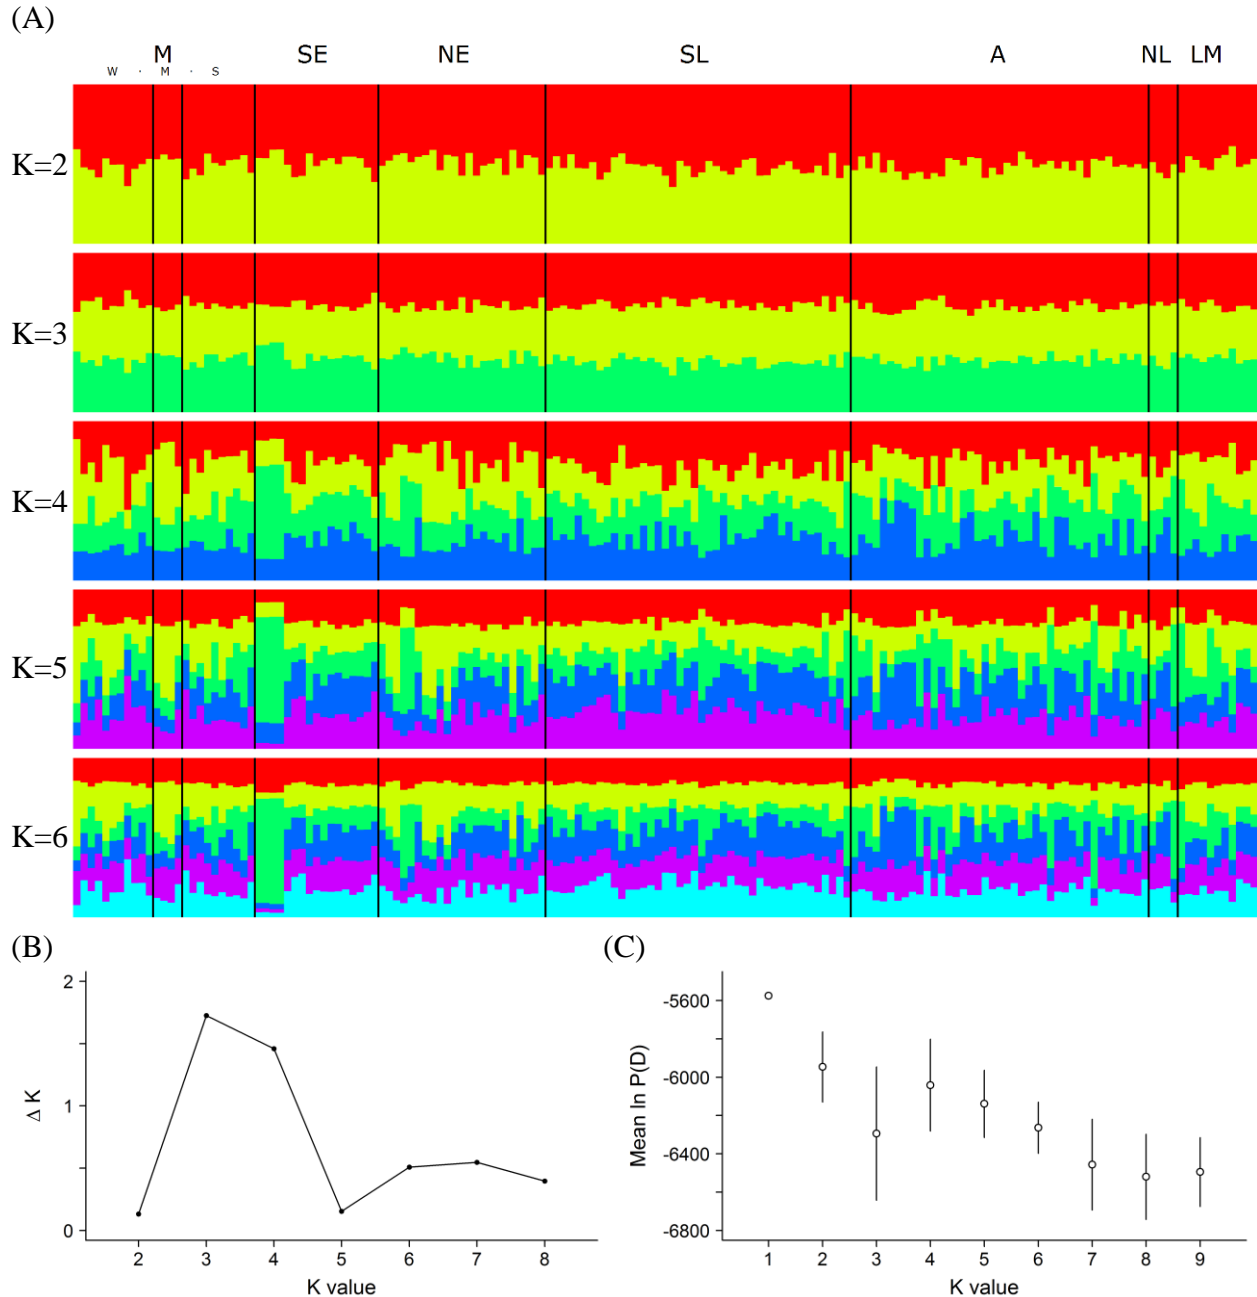 (A)
M SE NE SL A NL LM
W · M · S
K=2
K=3
K=4
K=5
K=6
(B) (C)
2
1
0
Δ K
2 3 4 5 6 7 8
K value
-5600
-6000
-6400
-6800
Mean ln P(D)
1 2 3 4 5 6 7 8 9
K value